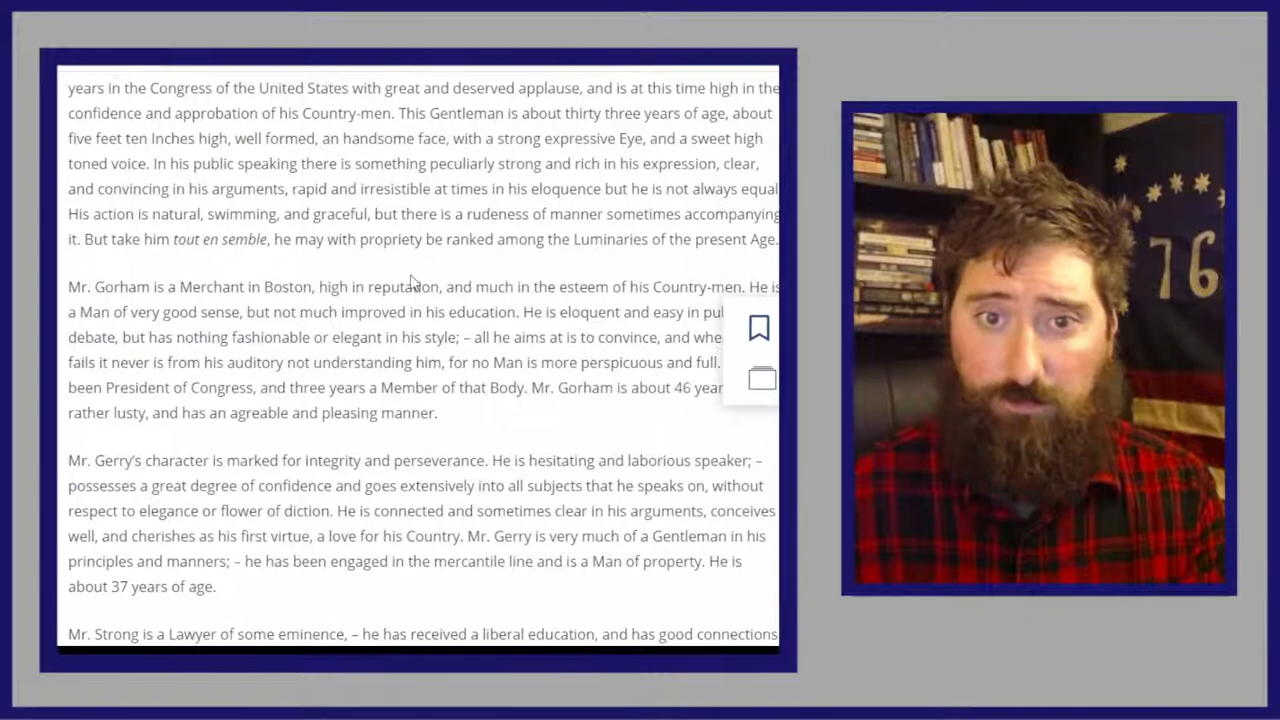 years in the Congress of the United States with great and deserved applause, and is at this time high in the
confidence and approbation of his Country-men. This Gentleman is about thirty three years of age, about
five feet ten Inches high, well formed, an handsome face, with a strong expressive Eye, and a sweet high
toned voice. In his public speaking there is something peculiarly strong and rich in his expression, clear,
and convincing in his arguments, rapid and irresistible at times in his eloquence but he is not always equal
His action is natural, swimming, and graceful, but there is a rudeness of manner sometimes accompanying
it. But take him tout en semble, he may with propriety be ranked among the Luminaries of the present Age.
Mr. Gorham is a Merchant in Boston, high in reputation, and much in the esteem of his Country-men. He is
a Man of very good sense, but not much improved in his education. He is eloquent and easy in pu
debate, but has nothing fashionable or elegant in his style; – all he aims at is to convince, and whe
fails it never is from his auditory not understanding him, for no Man is more perspicuous and full.
been President of Congress, and three years a Member of that Body. Mr. Gorham is about 46 year
rather lusty, and has an agreable and pleasing manner.
Mr. Gerry's character is marked for integrity and perseverance. He is hesitating and laborious speaker; –
possesses a great degree of confidence and goes extensively into all subjects that he speaks on, without
respect to elegance or flower of diction. He is connected and sometimes clear in his arguments, conceives
well, and cherishes as his first virtue, a love for his Country. Mr. Gerry is very much of a Gentleman in his
principles and manners; – he has been engaged in the mercantile line and is a Man of property. He is
about 37 years of age.
Mr. Strong is a Lawyer of some eminence, – he has received a liberal education, and has good connections
76